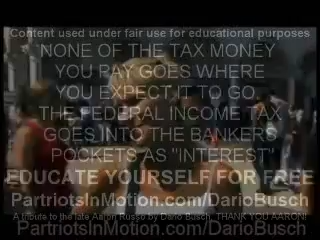 Content used under fair use for educational purposes
NONE OF THE TAX MONEY
YOU PAY GOES WHERE
YOU EXPECT IT TO GO.
THE FEDERAL INCOME TAX
GOES INTO THE BANKERS
POCKETS AS "INTEREST"
EDUCATE YOURSELF FOR FREE
PartriotsInMotion.com/DarioBusch
A tribute to the late Aaron Russo by Dario Busch, THANK YOU AARON!
PartriotsInMotion.com/DarioBusch